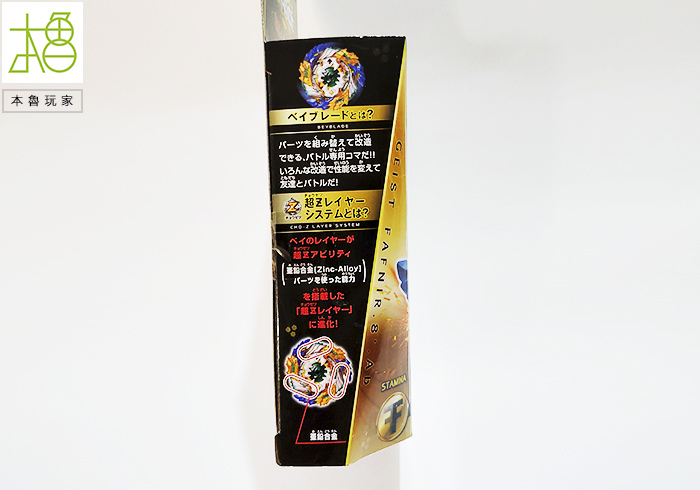 本魯玩家
ベイブレードとは?
BEYBLADE
パーツを組み替えて改造
できる、バトル専用コマだ!!
いろんな改造で性能を変えて
友達とバトルだ!
超Zレイヤー
システムとは?
CHO-Z LAYER SYSTEM
ベイのレイヤーが
超Zアビリティ
亜鉛合金[Zinc-Alloy]
パーツを使った能力
を搭載した
「超Zレイヤー」
に進化!
亜鉛合金
GEIST FAFNIR.8'.Ab
STAMINA